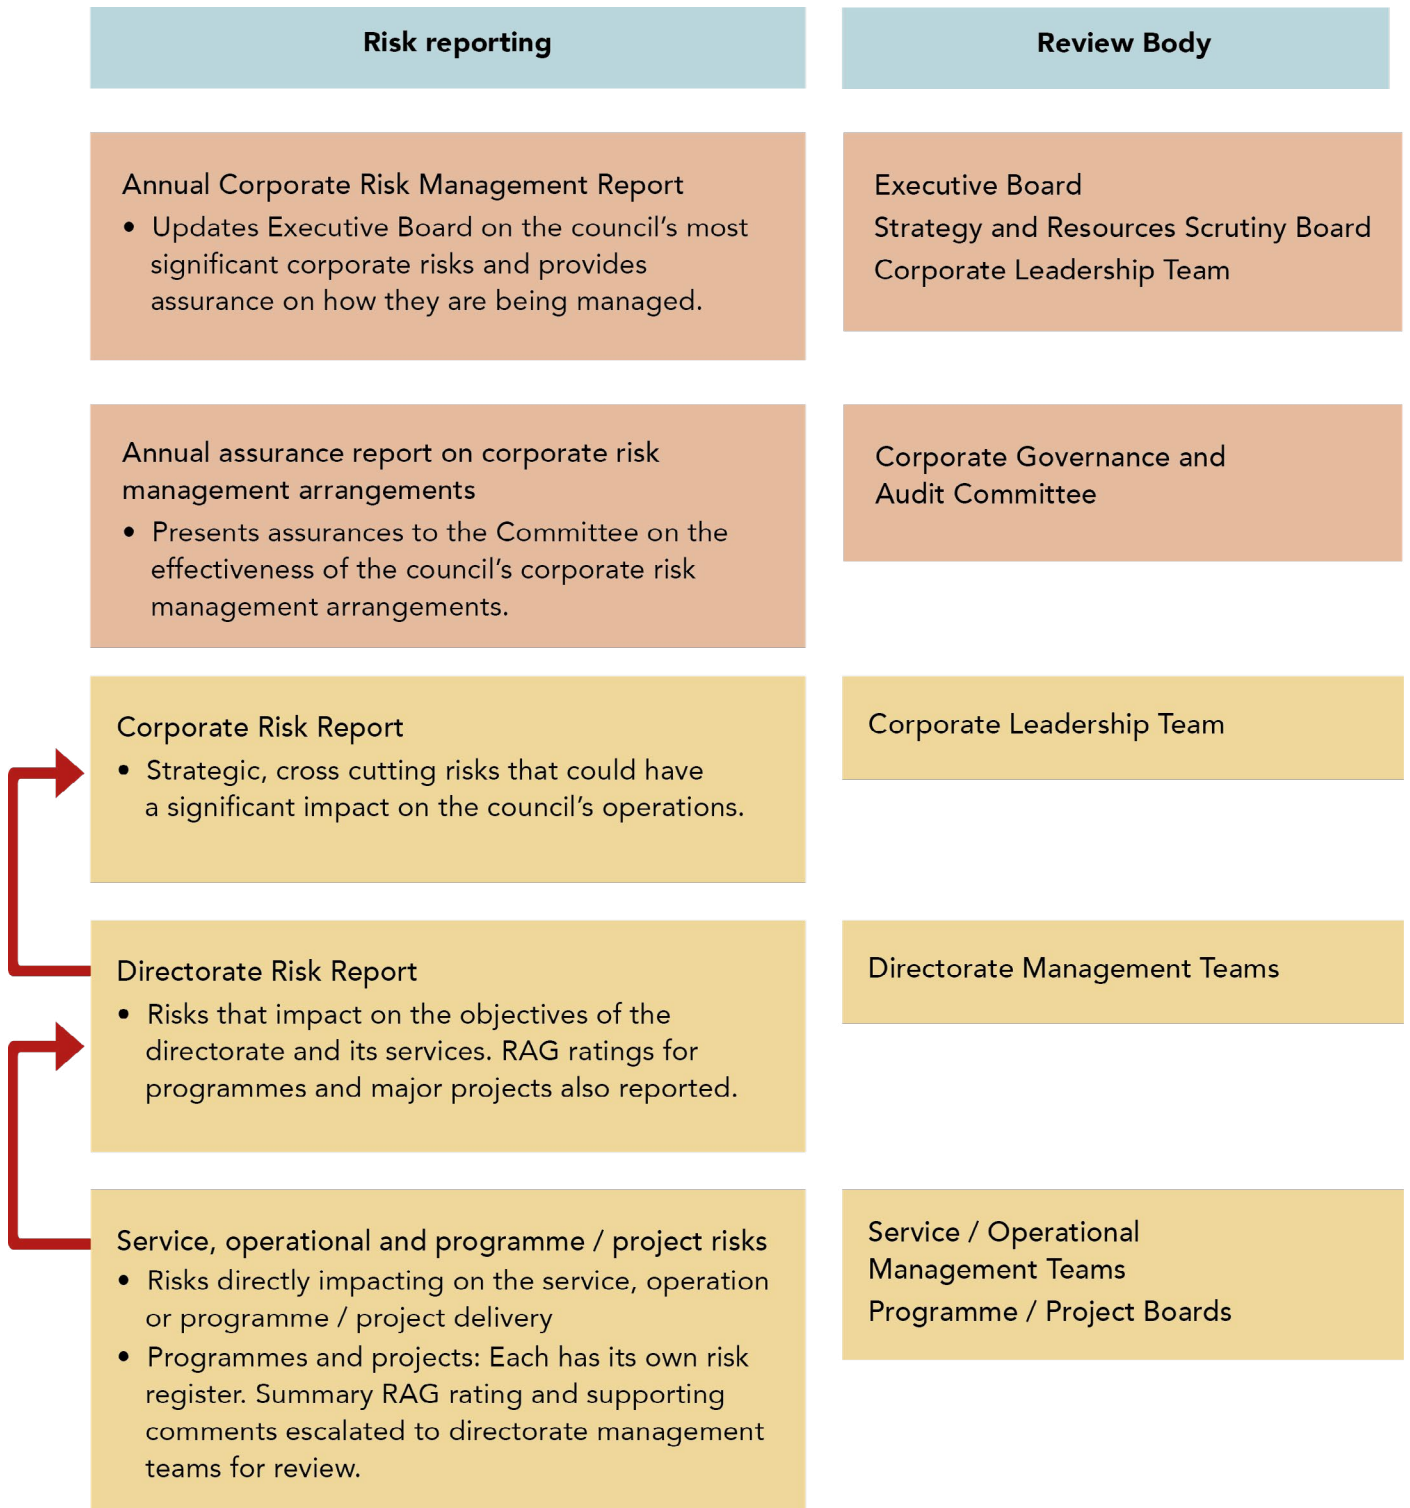 Risk reporting
Review Body
Annual Corporate Risk Management Report
• Updates Executive Board on the council’s most
significant corporate risks and provides
assurance on how they are being managed.
Executive Board
Strategy and Resources Scrutiny Board
Corporate Leadership Team
Annual assurance report on corporate risk
management arrangements
• Presents assurances to the Committee on the
effectiveness of the council’s corporate risk
management arrangements.
Corporate Governance and
Audit Committee
Corporate Risk Report
• Strategic, cross cutting risks that could have
a significant impact on the council’s operations.
Corporate Leadership Team
Directorate Risk Report
• Risks that impact on the objectives of the
directorate and its services. RAG ratings for
programmes and major projects also reported.
Directorate Management Teams
Service, operational and programme / project risks
• Risks directly impacting on the service, operation
or programme / project delivery
• Programmes and projects: Each has its own risk
register. Summary RAG rating and supporting
comments escalated to directorate management
teams for review.
Service / Operational
Management Teams
Programme / Project Boards